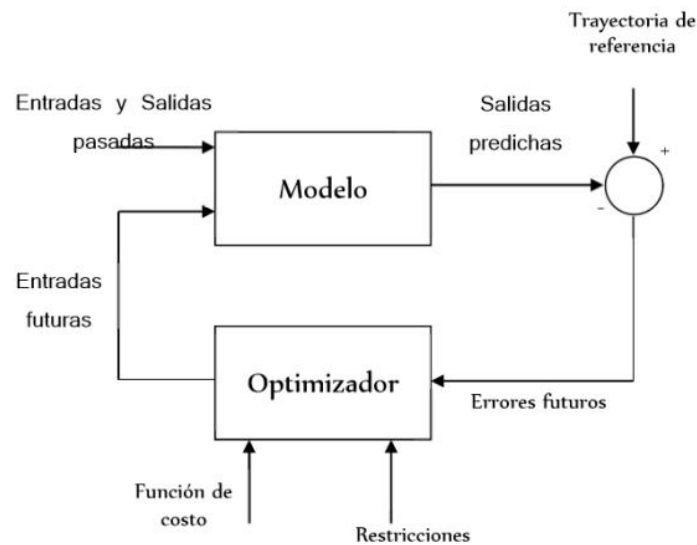 Trayectoria de
referencia
Entradas y Salidas
pasadas
Salidas
predichas
+
Modelo
-
Entradas
futuras
Optimizador
Errores futuros
Función de
costo
Restricciones